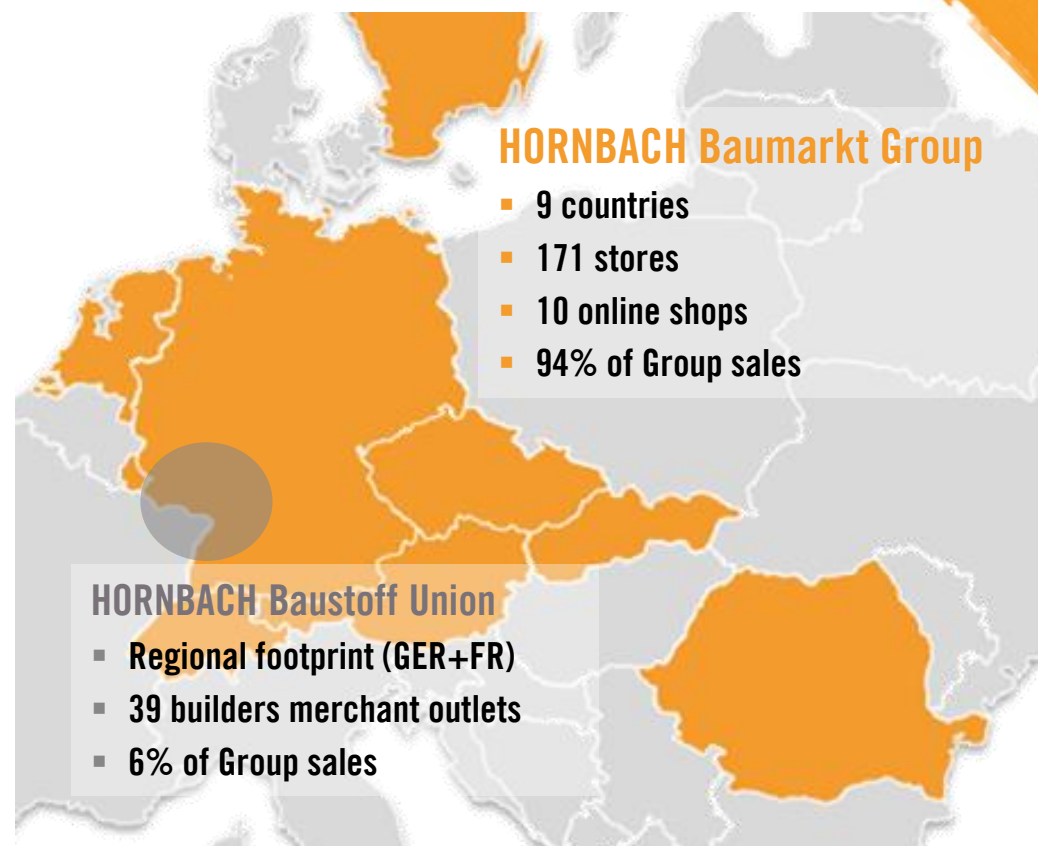 HORNBACH Baumarkt Group
▪ 9 countries
▪ 171 stores
▪ 10 online shops
▪ 94% of Group sales
HORNBACH Baustoff Union
▪ Regional footprint (GER+FR)
▪ 39 builders merchant outlets
▪ 6% of Group sales